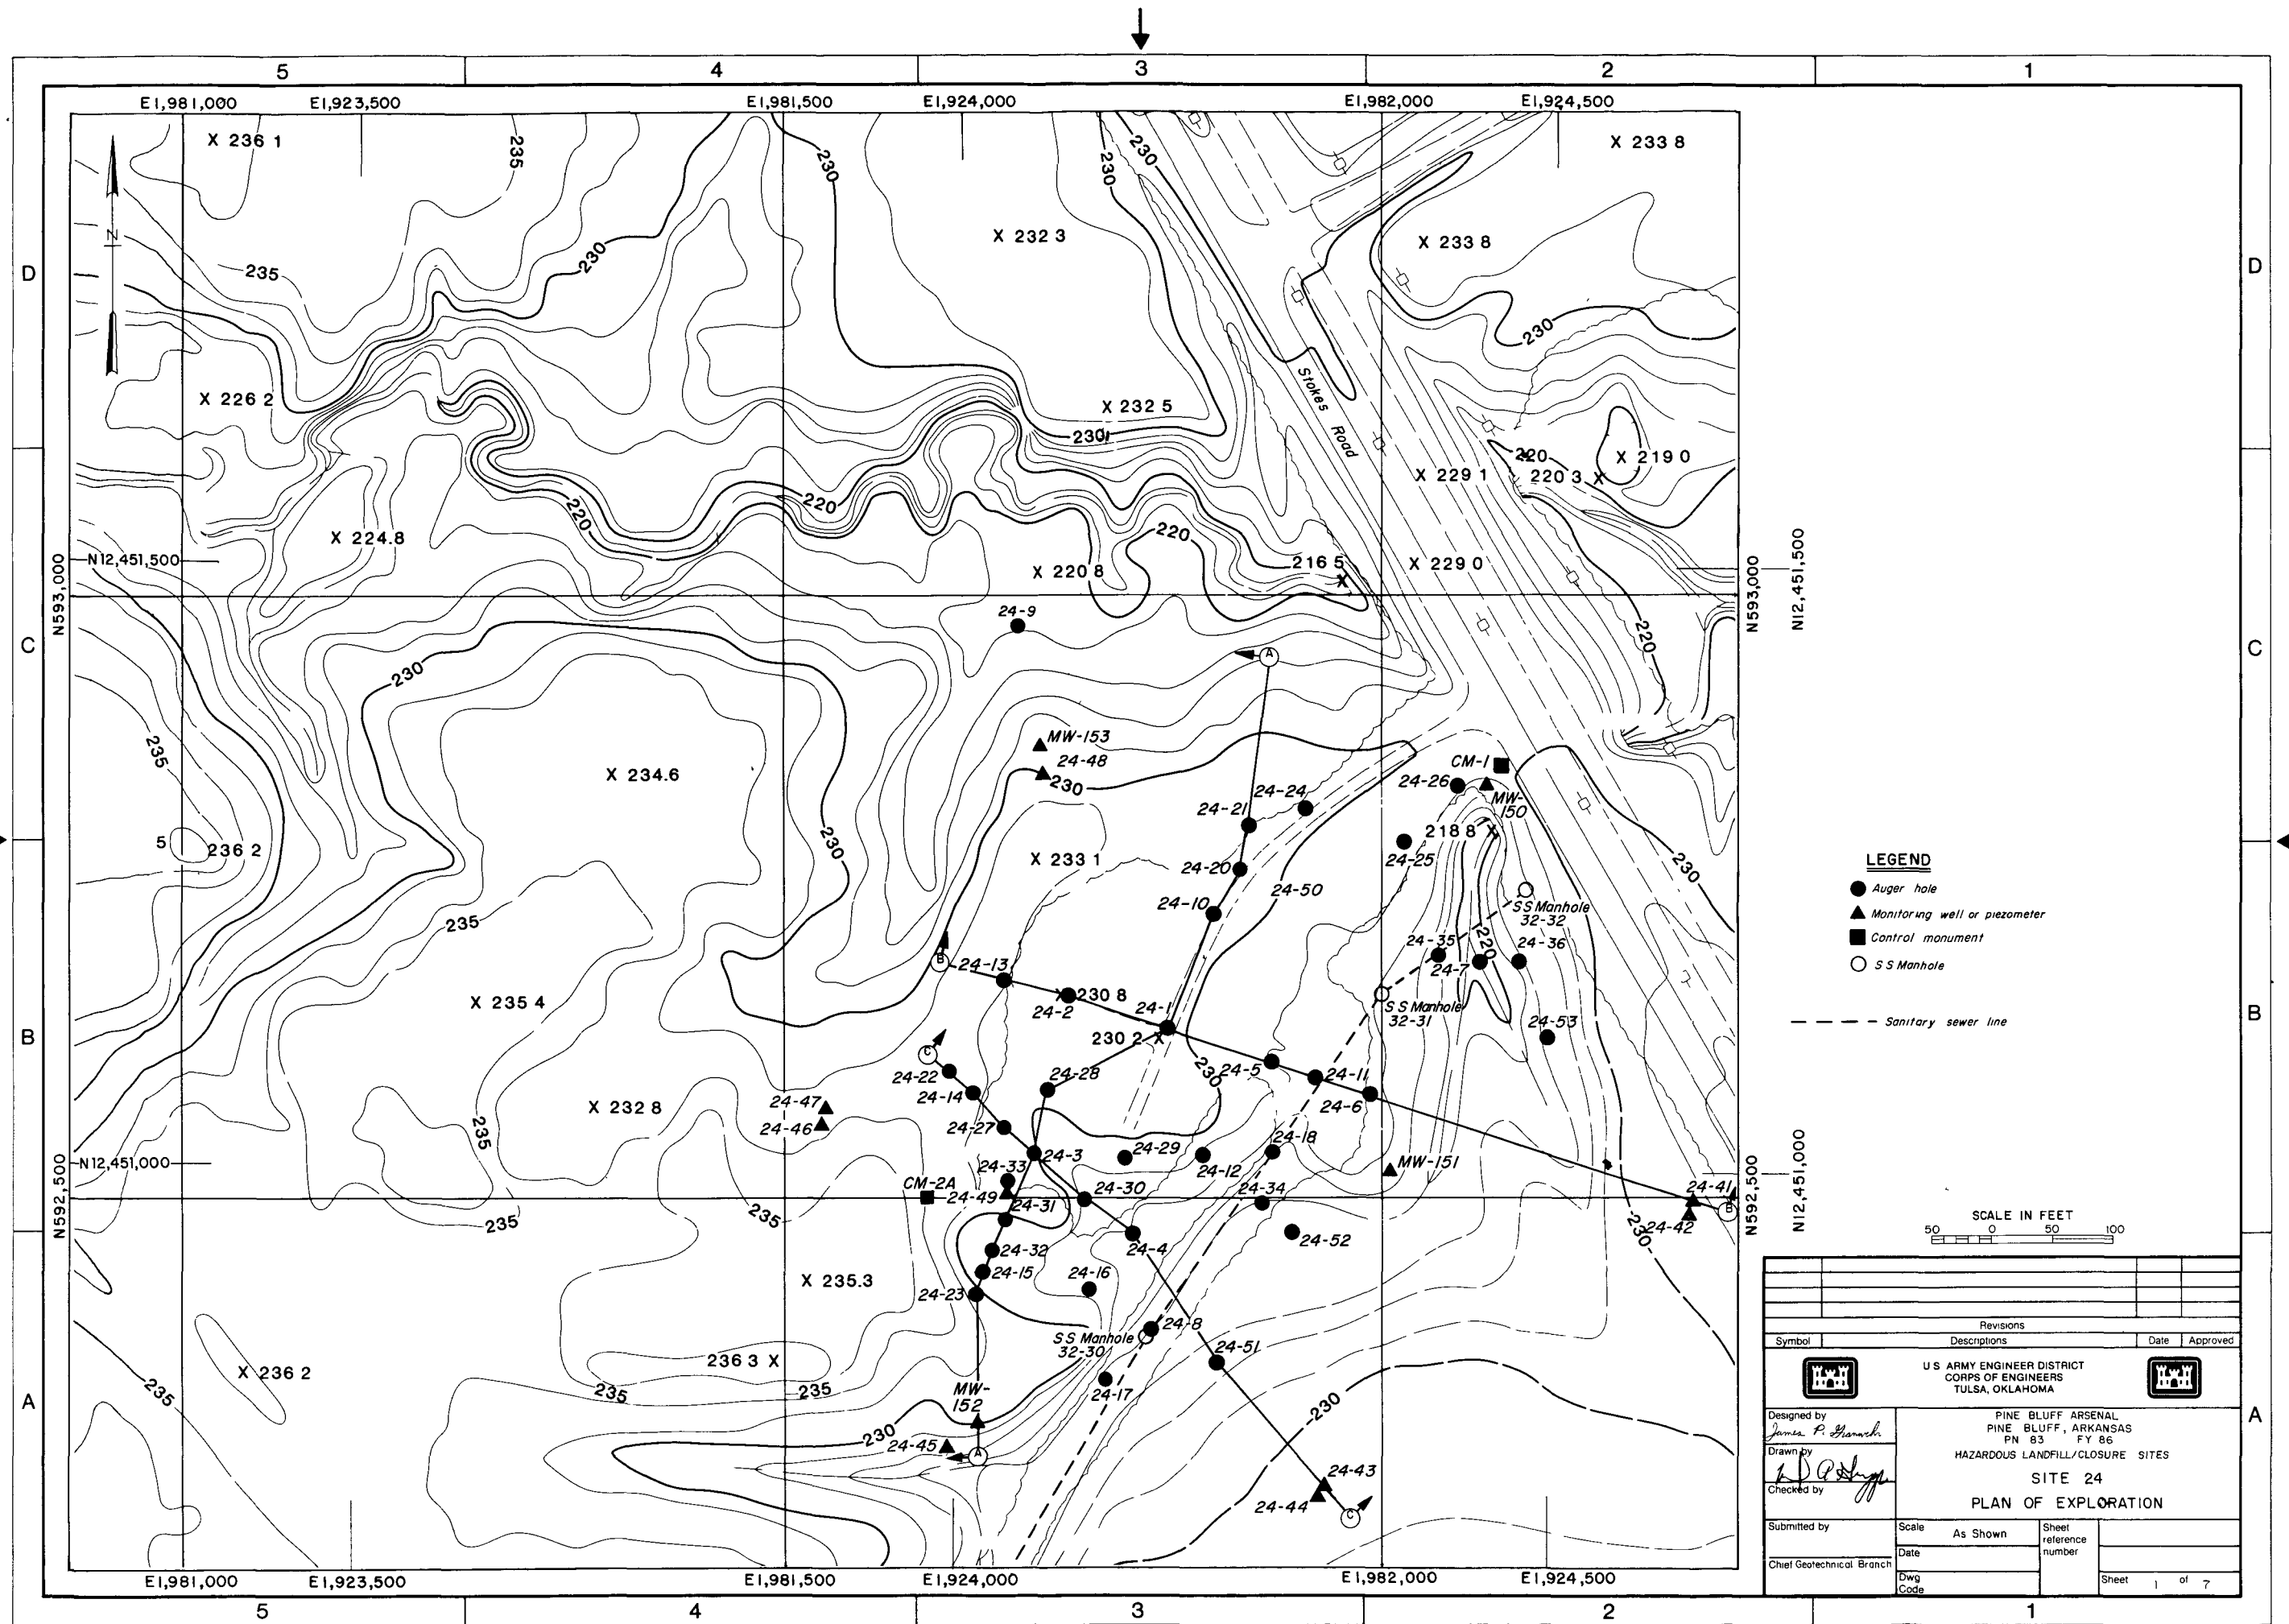 5 4 3 2 1
E1,981,000 E1,923,500 E1,981,500 E1,924,000 E1,982,000 E1,924,500
X 236 1
235
230
230
230
X 233 8
N
X 232 3
X 233 8
D
D
235
230
230
Stokes Road
X 226 2
X 232 5
230
220
X 219 0
X 229 1
220 3 X
220
220
220
X 224.8
N12,451,500
X 220 8
216 5
X 229 0
N593,000
N593,000
N12,451,500
24-9
220
C
C
A
230
235
MW-153
24-48
230
X 234.6
CM-1
24-26
MW-
150
24-24
24-21
218 8 X
5
236 2
230
X 233 1
24-25
230
24-20
24-50
24-10
LEGEND
Auger hole
Monitoring well or piezometer
Control monument
S S Manhole
Sanitary sewer line
S S Manhole
32-32
235
24-35
24-36
B
24-13
24-7
220
X 235 4
X 230 8
24-2
24-1
S S Manhole
32-31
230 2 X
24-53
B
B
C
24-28
230
24-5
24-11
24-22
24-14
24-6
X 232 8
24-47
24-46
235
24-27
24-18
24-3
24-29
24-12
MW-151
N12,451,000
24-33
CM-2A
24-49
24-30
24-34
24-41
24-42
B
N592,500
N592,500
N12,451,000
24-31
235
235
230
24-32
24-4
24-52
SCALE IN FEET
50 0 50 100
24-15
24-16
X 235.3
24-23
24-8
S S Manhole
32-30
24-51
236 3 X
X 236 2
235
235
235
24-17
MW-
152
230
230
24-45
A
24-43
24-44
C
A
A
Revisions
Symbol Descriptions Date Approved
U S ARMY ENGINEER DISTRICT
CORPS OF ENGINEERS
TULSA, OKLAHOMA
Designed by
PINE BLUFF ARSENAL
PINE BLUFF, ARKANSAS
PN 83 FY 86
Drawn by
HAZARDOUS LANDFILL/CLOSURE SITES
SITE 24
Checked by
PLAN OF EXPLORATION
Submitted by
Scale As Shown
Sheet reference number
Date
Chief Geotechnical Branch
Dwg Code
Sheet 1 of 7
E1,981,000 E1,923,500 E1,981,500 E1,924,000 E1,982,000 E1,924,500
5 4 3 2 1